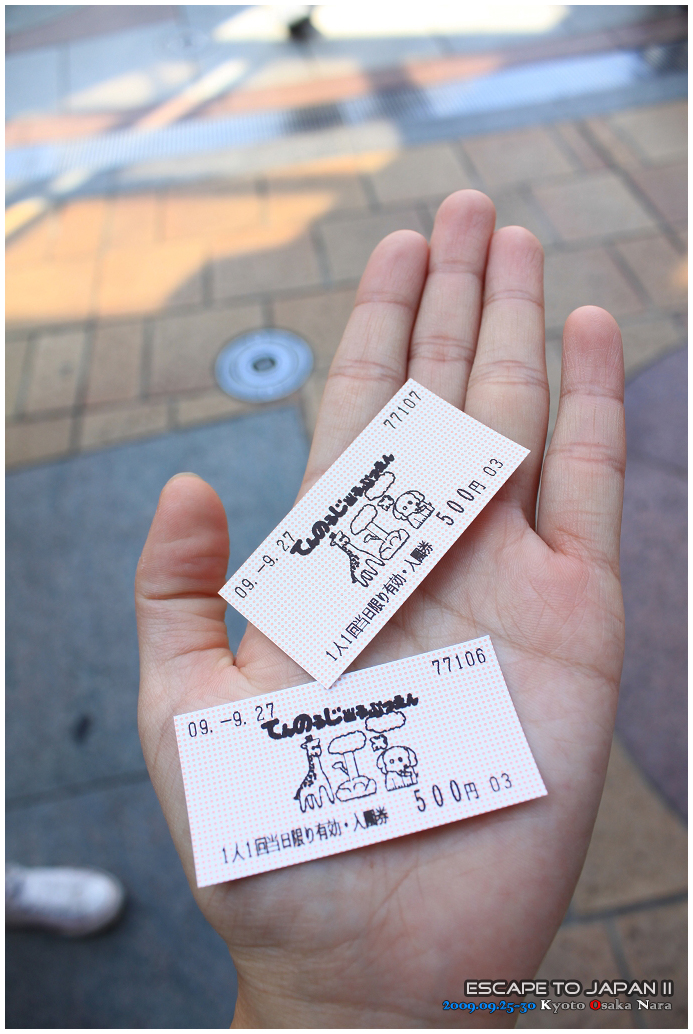 77107
09.-9.27
てんのうじどうぶつえん
500円 03
1人1回当日限り有効・入園券
77106
09.-9.27
てんのうじどうぶつえん
500円 03
1人1回当日限り有効・入園券
ESCAPE TO JAPAN II
2009.09.25-30 Kyoto Osaka Nara